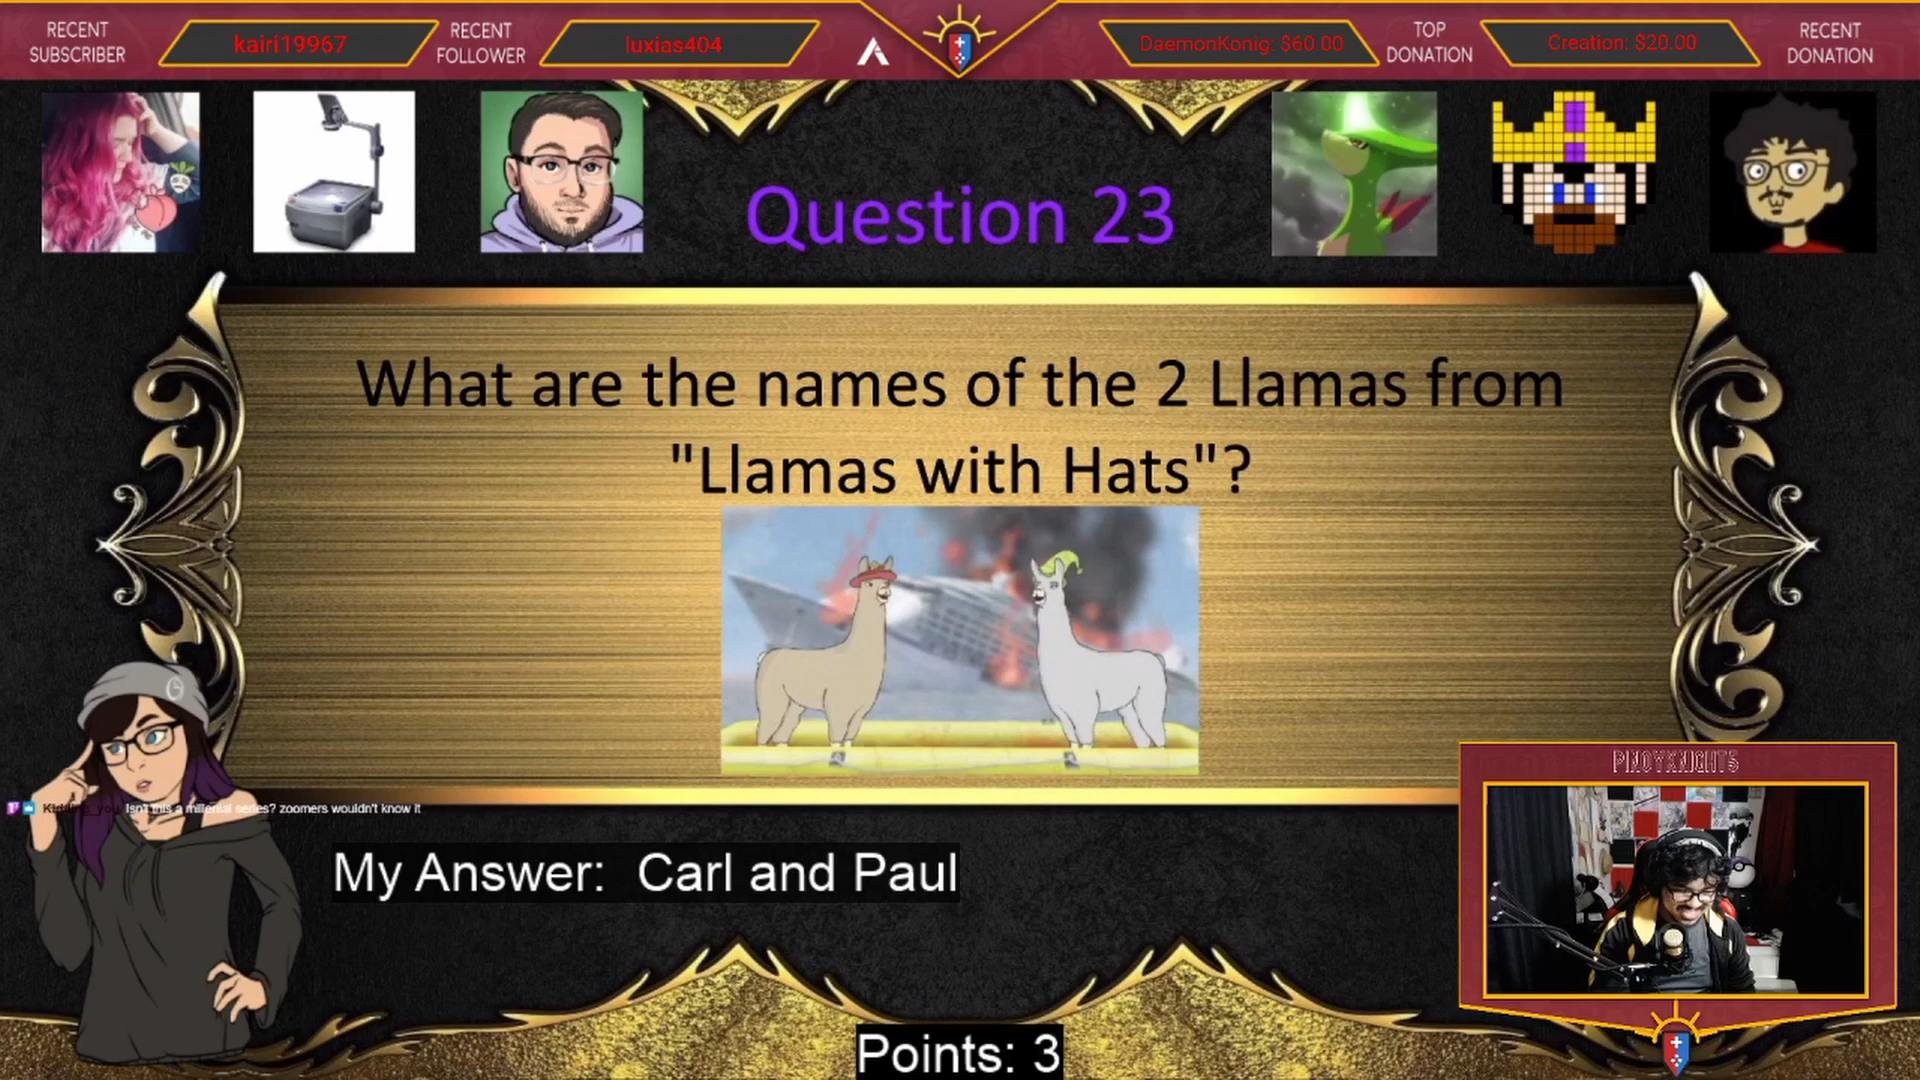 RECENT
SUBSCRIBER
kairi19967
RECENT
FOLLOWER
luxias404
DaemonKonig: $60.00
TOP
DONATION
Creation: $20.00
RECENT
DONATION
Question 23
What are the names of the 2 Llamas from
"Llamas with Hats"?
PINOYKNIGHTS
Isn't this a millenial series? zoomers wouldn't know it
My Answer: Carl and Paul
Points: 3